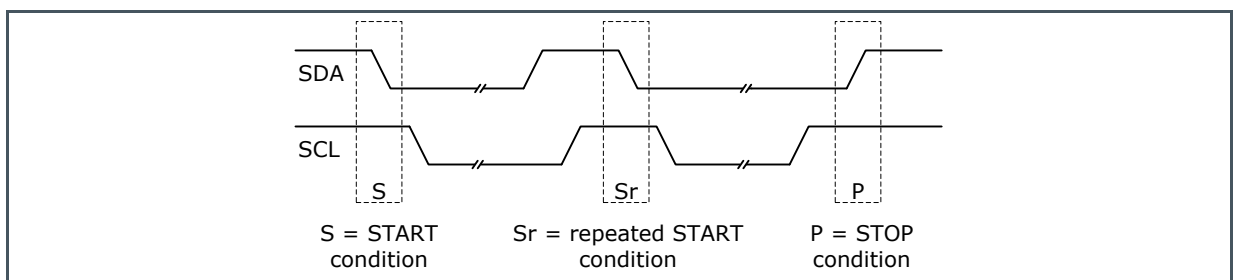 SDA
SCL
S
Sr
P
S = START
condition
Sr = repeated START
condition
P = STOP
condition